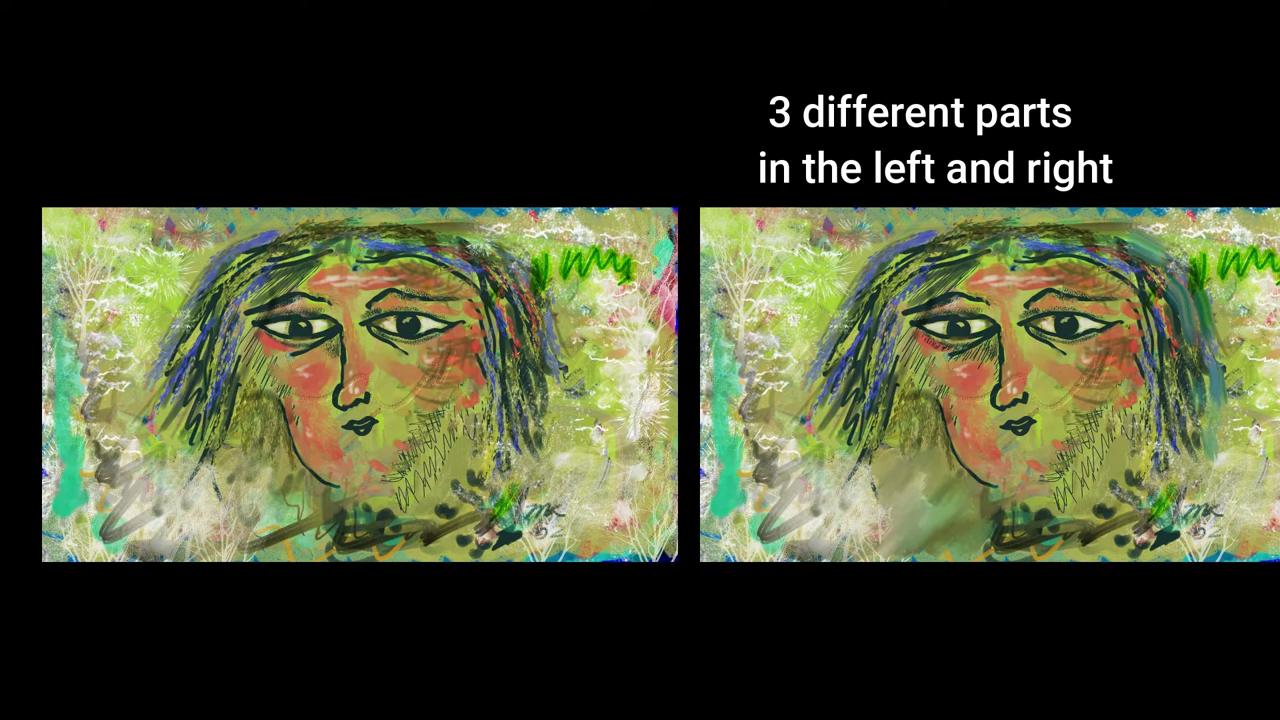 3 different parts
in the left and right